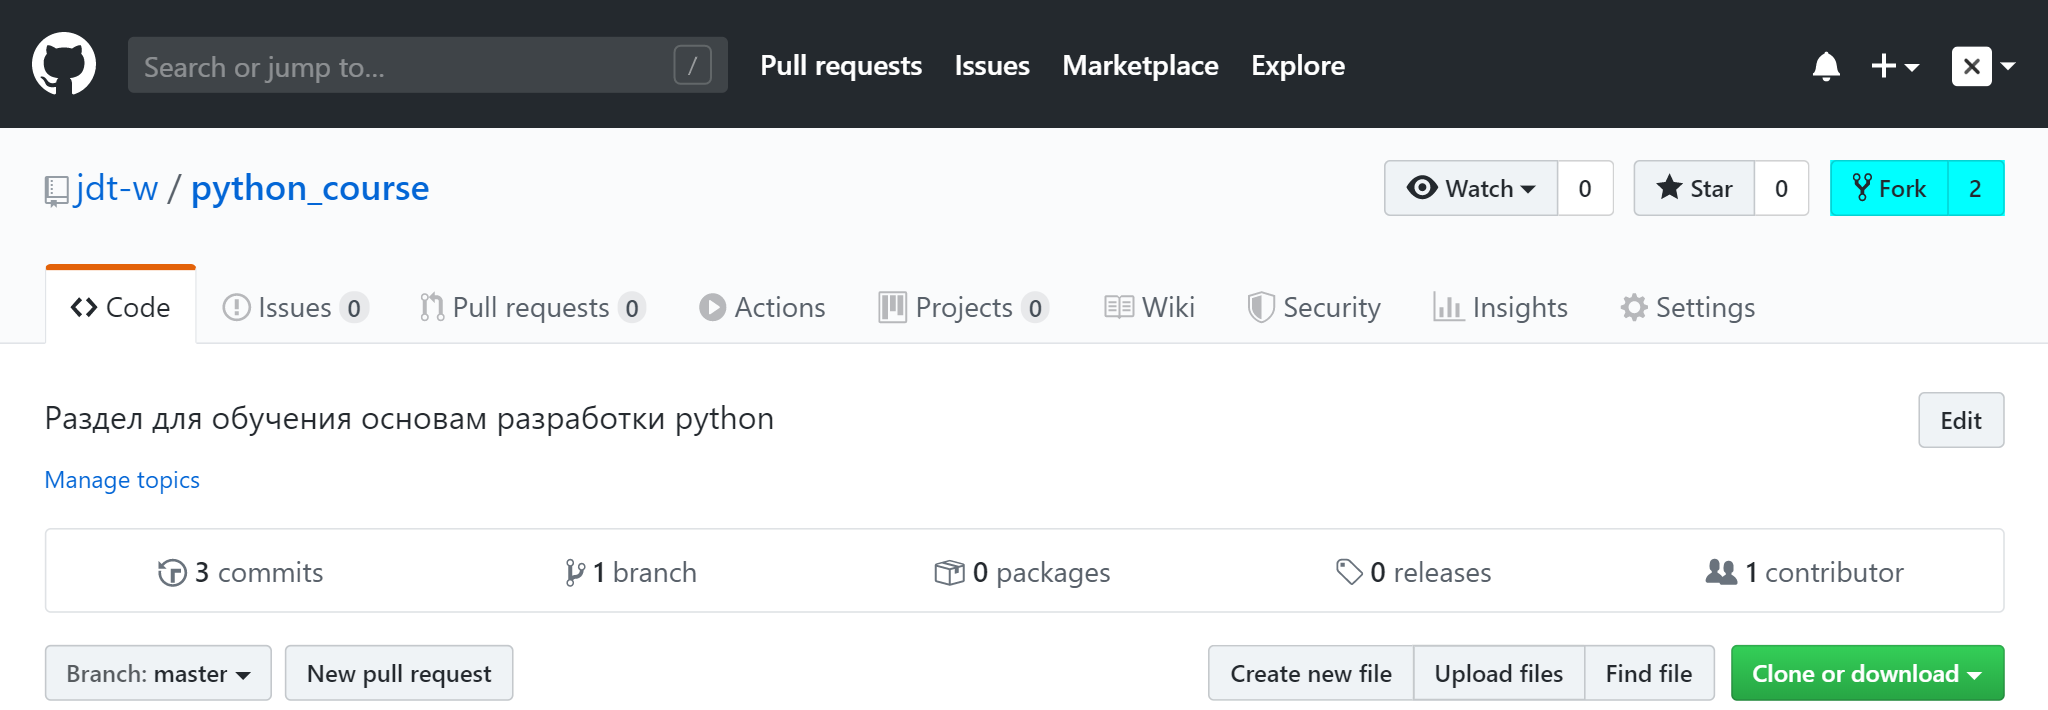 Search or jump to... /
Pull requests Issues Marketplace Explore
jdt-w / python_course
Watch 0 Star 0 Fork 2
Code Issues 0 Pull requests 0 Actions Projects 0 Wiki Security Insights Settings
Раздел для обучения основам разработки python
Edit
Manage topics
3 commits 1 branch 0 packages 0 releases 1 contributor
Branch: master New pull request Create new file Upload files Find file Clone or download